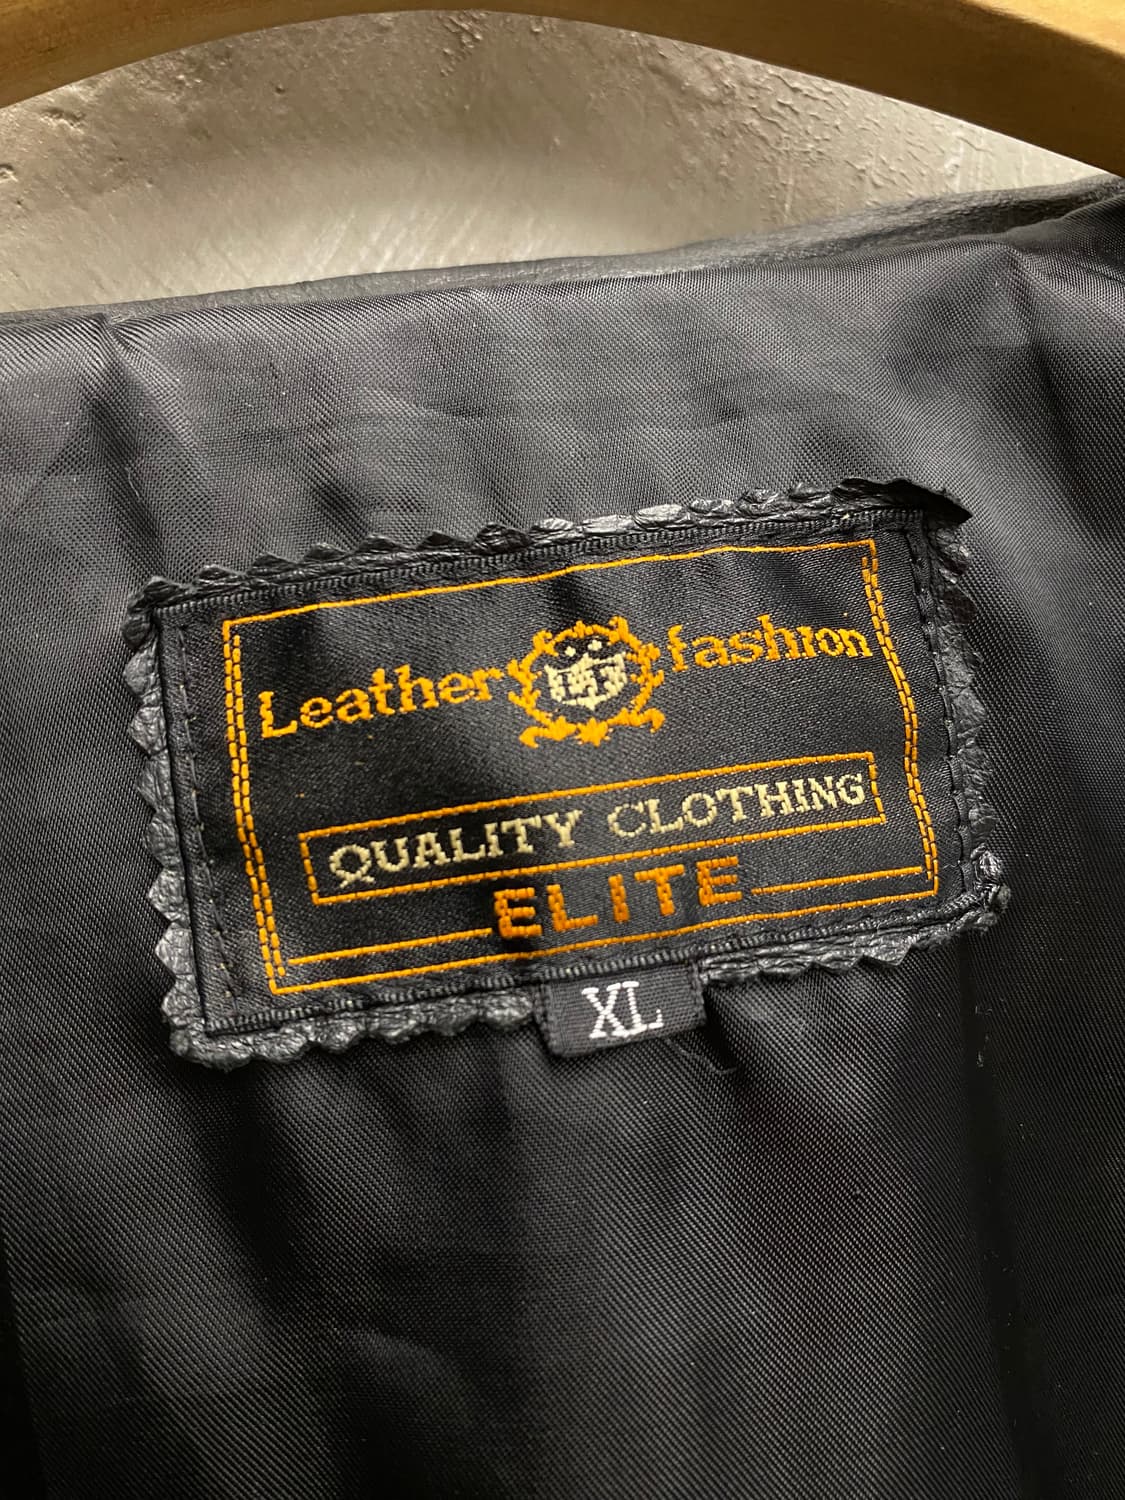 Leather fashion
QUALITY CLOTHING
ELITE
XL